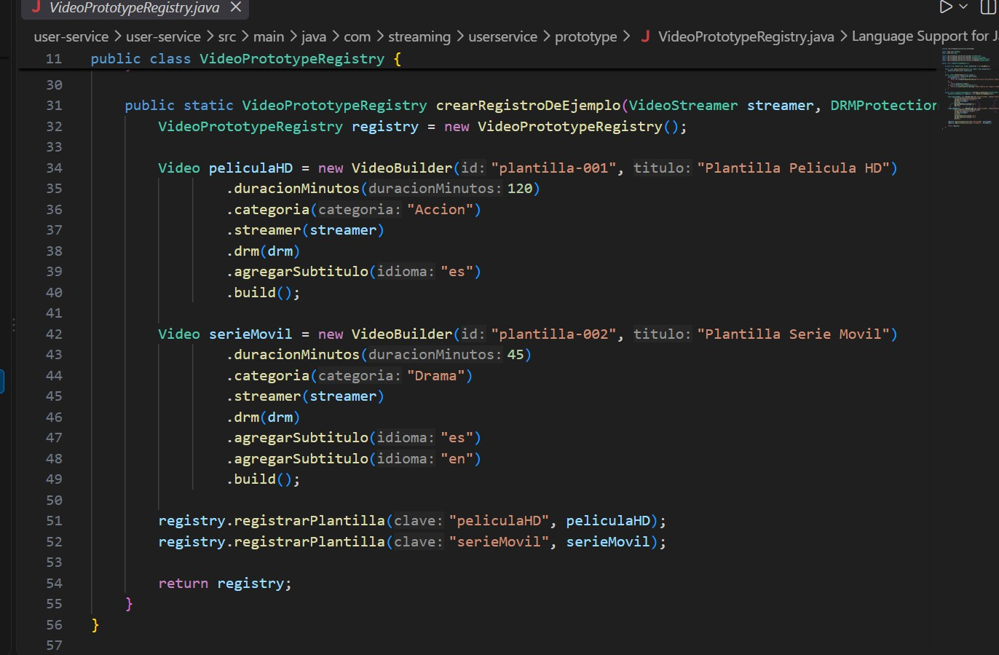 VideoPrototypeRegistry.java
user-service > user-service > src > main > java > com > streaming > userservice > prototype > VideoPrototypeRegistry.java > Language Support for J
11 public class VideoPrototypeRegistry {
30
31 public static VideoPrototypeRegistry crearRegistroDeEjemplo(VideoStreamer streamer, DRMProtection
32 VideoPrototypeRegistry registry = new VideoPrototypeRegistry();
33
34 Video peliculaHD = new VideoBuilder(id: "plantilla-001", titulo: "Plantilla Pelicula HD")
35 .duracionMinutos(duracionMinutos: 120)
36 .categoria(categoria: "Accion")
37 .streamer(streamer)
38 .drm(drm)
39 .agregarSubtitulo(idioma: "es")
40 .build();
41
42 Video serieMovil = new VideoBuilder(id: "plantilla-002", titulo: "Plantilla Serie Movil")
43 .duracionMinutos(duracionMinutos: 45)
44 .categoria(categoria: "Drama")
45 .streamer(streamer)
46 .drm(drm)
47 .agregarSubtitulo(idioma: "es")
48 .agregarSubtitulo(idioma: "en")
49 .build();
50
51 registry.registrarPlantilla(clave: "peliculaHD", peliculaHD);
52 registry.registrarPlantilla(clave: "serieMovil", serieMovil);
53
54 return registry;
55 }
56 }
57